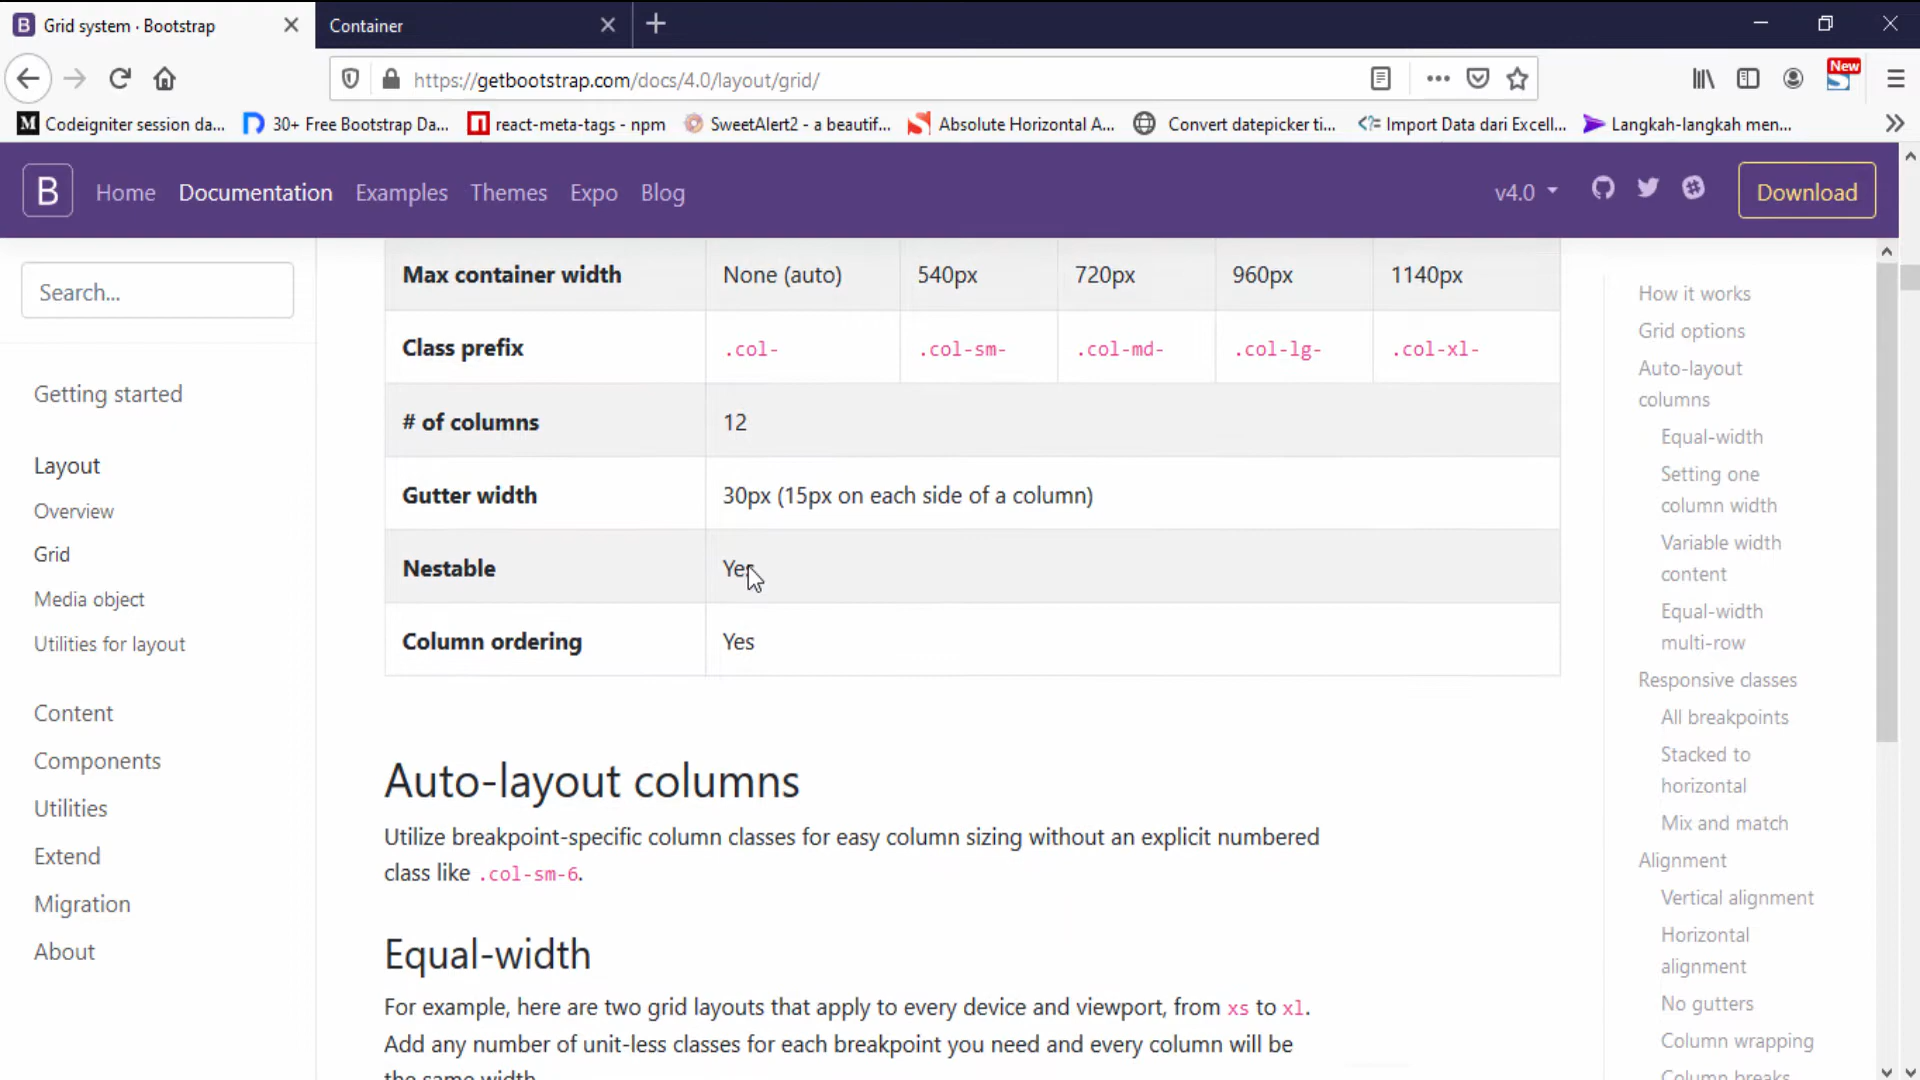 Grid system · Bootstrap
Container
https://getbootstrap.com/docs/4.0/layout/grid/
New
Codeigniter session da...
30+ Free Bootstrap Da...
react-meta-tags - npm
SweetAlert2 - a beautif...
Absolute Horizontal A...
Convert datepicker ti...
Import Data dari Excell...
Langkah-langkah men...
B Home Documentation Examples Themes Expo Blog v4.0 Download
Search...
Getting started
Layout
Overview
Grid
Media object
Utilities for layout
Content
Components
Utilities
Extend
Migration
About
Max container width None (auto) 540px 720px 960px 1140px
Class prefix .col- .col-sm- .col-md- .col-lg- .col-xl-
# of columns 12
Gutter width 30px (15px on each side of a column)
Nestable Yes
Column ordering Yes
Auto-layout columns
Utilize breakpoint-specific column classes for easy column sizing without an explicit numbered
class like .col-sm-6.
Equal-width
For example, here are two grid layouts that apply to every device and viewport, from xs to xl.
Add any number of unit-less classes for each breakpoint you need and every column will be
the same width.
How it works
Grid options
Auto-layout
columns
Equal-width
Setting one
column width
Variable width
content
Equal-width
multi-row
Responsive classes
All breakpoints
Stacked to
horizontal
Mix and match
Alignment
Vertical alignment
Horizontal
alignment
No gutters
Column wrapping
Column breaks